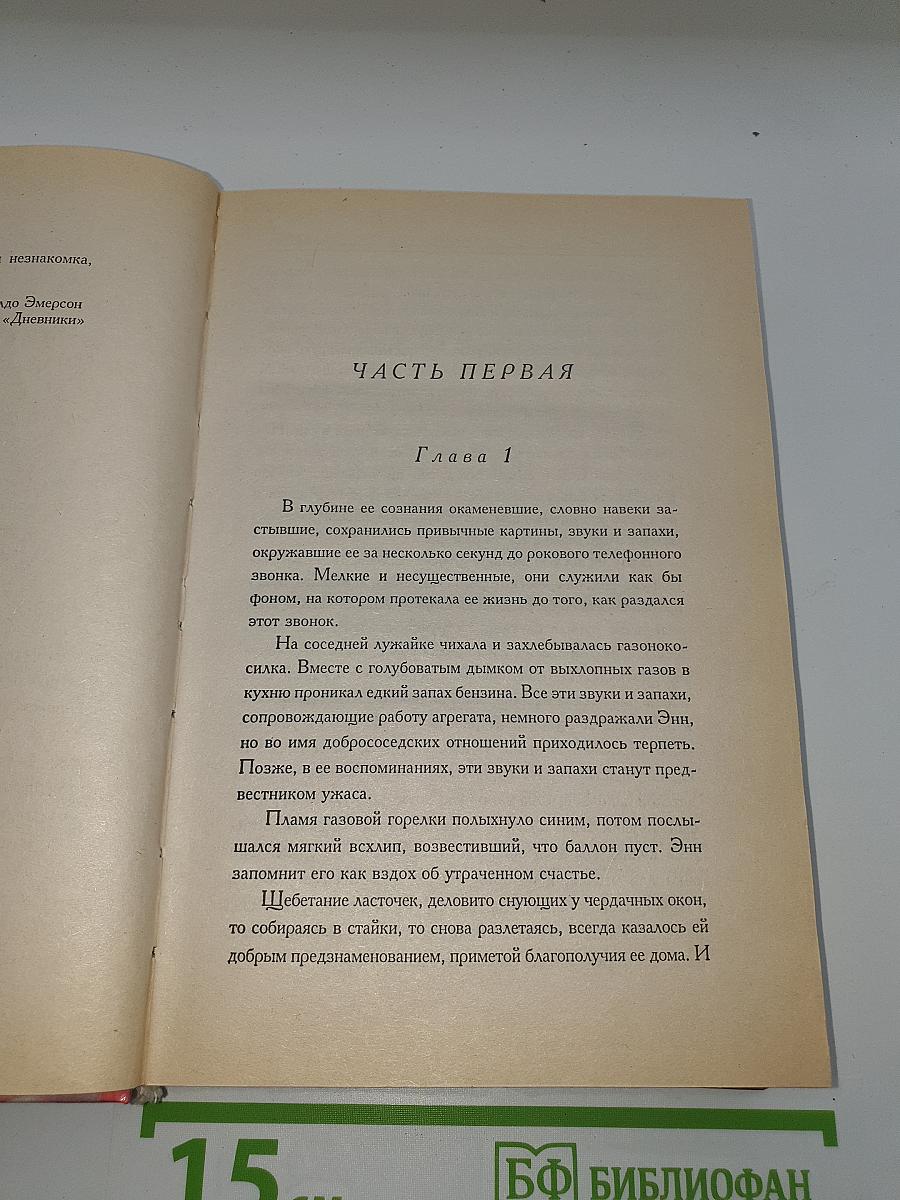 незнакомка,
Эмерсон
«Дневники»
ЧАСТЬ ПЕРВАЯ
Глава 1
В глубине ее сознания окаменевшие, словно навеки за-
стывшие, сохранились привычные картины, звуки и запахи,
окружавшие ее за несколько секунд до рокового телефонного
звонка. Мелкие и несущественные, они служили как бы
фоном, на котором протекала ее жизнь до того, как раздался
этот звонок.
На соседней лужайке чихала и захлебывалась газоноко-
силка. Вместе с голубоватым дымком от выхлопных газов в
кухню проникал едкий запах бензина. Все эти звуки и запахи,
сопровождающие работу агрегата, немного раздражали Энн,
но во имя добрососедских отношений приходилось терпеть.
Позже, в ее воспоминаниях, эти звуки и запахи станут пред-
вестником ужаса.
Пламя газовой горелки полыхнуло синим, потом послы-
шался мягкий всхлип, возвестивший, что баллон пуст. Энн
запомнит его как вздох об утраченном счастье.
Щебетание ласточек, деловито снующих у чердачных окон,
то собираясь в стайки, то снова разлетаясь, всегда казалось ей
добрым предзнаменованием, приметой благополучия ее дома. И
15 см
БФ БИБЛИОФАН